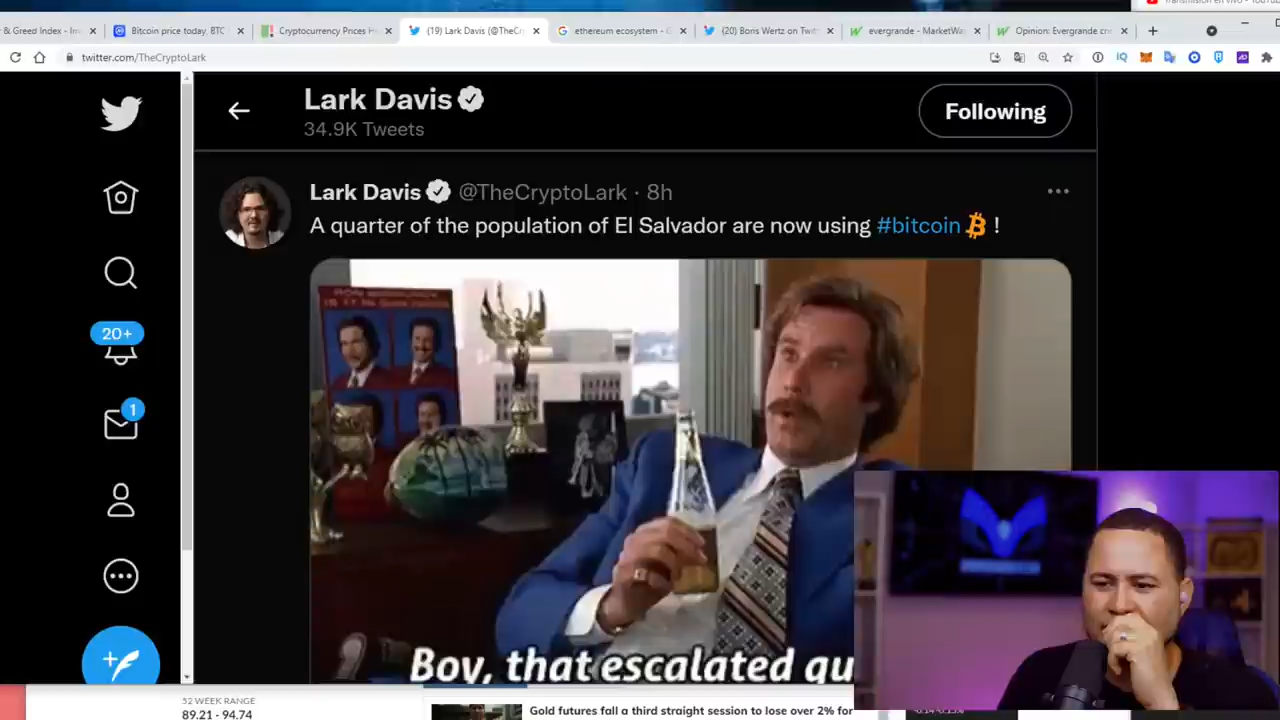 & Greed Index - In
Bitcoin price today, BTC
Cryptocurrency Prices H
(19) Lark Davis (@TheCr
ethereum ecosystem - G
(20) Boris Wertz on Twit
evergrande - MarketWa
Opinion: Evergrande cr
twitter.com/TheCryptoLark
Lark Davis
34.9K Tweets
Following
Lark Davis @TheCryptoLark · 8h
A quarter of the population of El Salvador are now using #bitcoin !
20+
1
Boy, that escalated qu
52 WEEK RANGE
89.21 - 94.74
Gold futures fall a third straight session to lose over 2% for